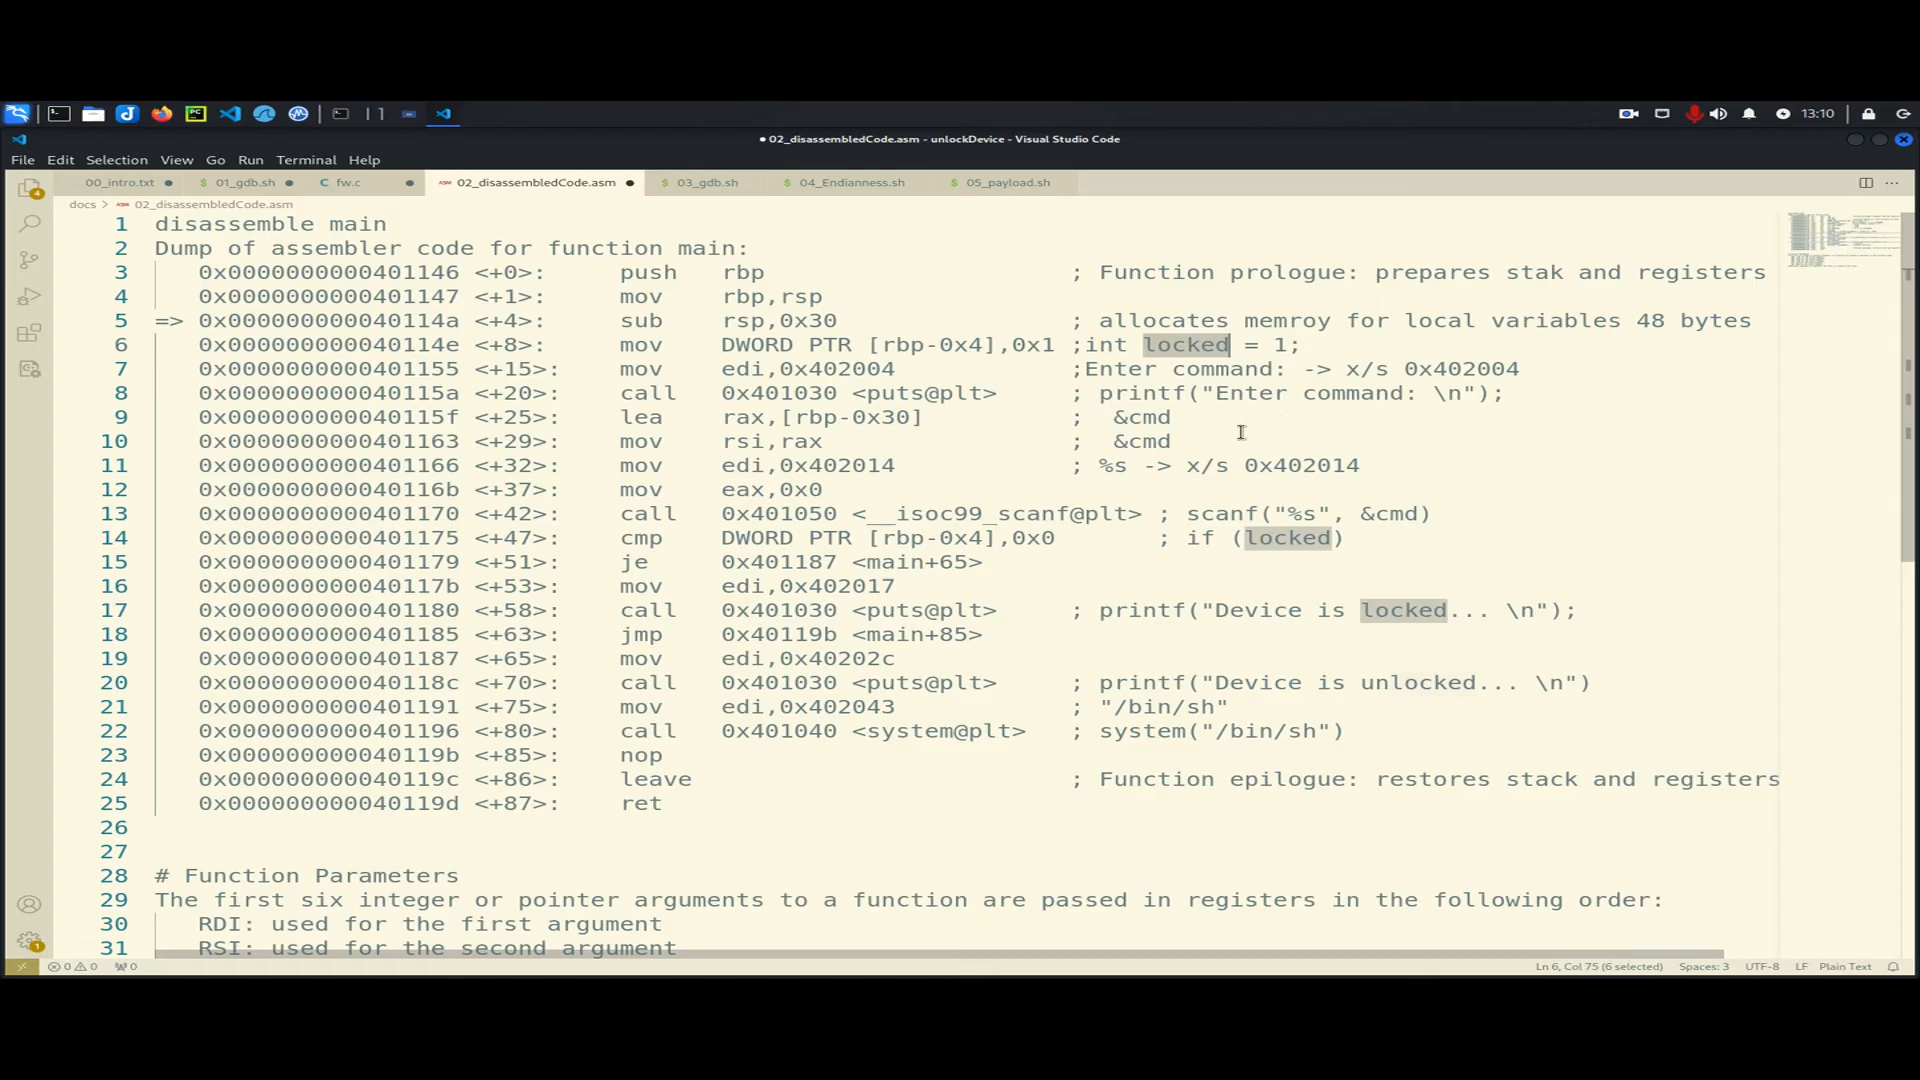 13:10
● 02_disassembledCode.asm - unlockDevice - Visual Studio Code
File Edit Selection View Go Run Terminal Help
00_intro.txt ● $ 01_gdb.sh ● C fw.c ● ASM 02_disassembledCode.asm ● $ 03_gdb.sh $ 04_Endianness.sh $ 05_payload.sh
docs > ASM 02_disassembledCode.asm
1 disassemble main
2 Dump of assembler code for function main:
3 0x0000000000401146 <+0>: push rbp ; Function prologue: prepares stak and registers
4 0x0000000000401147 <+1>: mov rbp,rsp
5 => 0x000000000040114a <+4>: sub rsp,0x30 ; allocates memroy for local variables 48 bytes
6 0x000000000040114e <+8>: mov DWORD PTR [rbp-0x4],0x1 ;int locked = 1;
7 0x0000000000401155 <+15>: mov edi,0x402004 ;Enter command: -> x/s 0x402004
8 0x000000000040115a <+20>: call 0x401030 <puts@plt> ; printf("Enter command: \n");
9 0x000000000040115f <+25>: lea rax,[rbp-0x30] ; &cmd
10 0x0000000000401163 <+29>: mov rsi,rax ; &cmd
11 0x0000000000401166 <+32>: mov edi,0x402014 ; %s -> x/s 0x402014
12 0x000000000040116b <+37>: mov eax,0x0
13 0x0000000000401170 <+42>: call 0x401050 <__isoc99_scanf@plt> ; scanf("%s", &cmd)
14 0x0000000000401175 <+47>: cmp DWORD PTR [rbp-0x4],0x0 ; if (locked)
15 0x0000000000401179 <+51>: je 0x401187 <main+65>
16 0x000000000040117b <+53>: mov edi,0x402017
17 0x0000000000401180 <+58>: call 0x401030 <puts@plt> ; printf("Device is locked... \n");
18 0x0000000000401185 <+63>: jmp 0x40119b <main+85>
19 0x0000000000401187 <+65>: mov edi,0x40202c
20 0x000000000040118c <+70>: call 0x401030 <puts@plt> ; printf("Device is unlocked... \n")
21 0x0000000000401191 <+75>: mov edi,0x402043 ; "/bin/sh"
22 0x0000000000401196 <+80>: call 0x401040 <system@plt> ; system("/bin/sh")
23 0x000000000040119b <+85>: nop
24 0x000000000040119c <+86>: leave ; Function epilogue: restores stack and registers
25 0x000000000040119d <+87>: ret
26
27
28 # Function Parameters
29 The first six integer or pointer arguments to a function are passed in registers in the following order:
30 RDI: used for the first argument
31 RSI: used for the second argument
0 0 0 Ln 6, Col 75 (6 selected) Spaces: 3 UTF-8 LF Plain Text